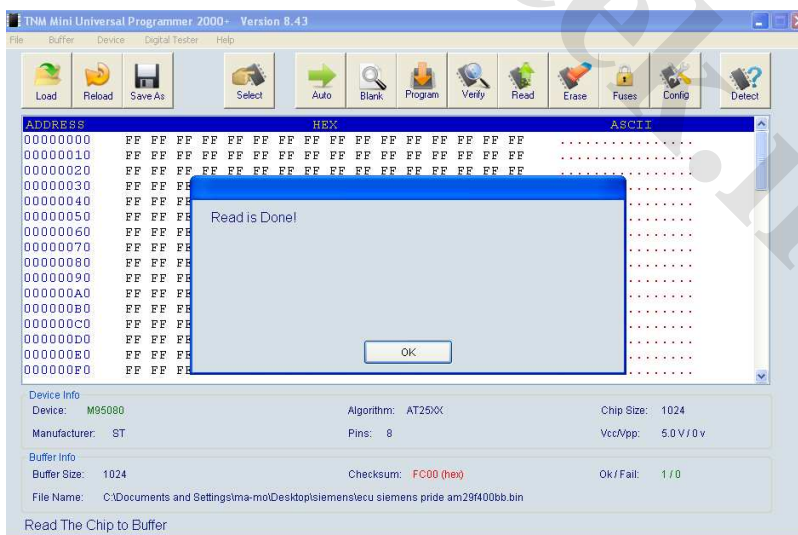 TNM Mini Universal Programmer 2000+ Version 8.43
File Buffer Device Digital Tester Help
Load Reload Save As Select Auto Blank Program Verify Read Erase Fuses Config Detect
ADDRESS HEX ASCII
00000000 FF FF FF FF FF FF FF FF FF FF FF FF FF FF FF FF ................
00000010 FF FF FF FF FF FF FF FF FF FF FF FF FF FF FF FF ................
00000020 FF FF FF FF FF FF FF FF FF FF FF FF FF FF FF FF ................
00000030 FF FF
00000040 FF FF
00000050 FF FF
Read is Done!
00000060 FF FF
00000070 FF FF
00000080 FF FF
00000090 FF FF
000000A0 FF FF
000000B0 FF FF
000000C0 FF FF
000000D0 FF FF
000000E0 FF FF
OK
000000F0 FF FF
Device Info
Device: M95080 Algorithm: AT25XX Chip Size: 1024
Manufacturer: ST Pins: 8 Vcc/Vpp: 5.0 V / 0 v
Buffer Info
Buffer Size: 1024 Checksum: FC00 (hex) Ok / Fail: 1 / 0
File Name: C:\Documents and Settings\ma-mo\Desktop\siemens\ecu siemens pride am29f400bb.bin
Read The Chip to Buffer